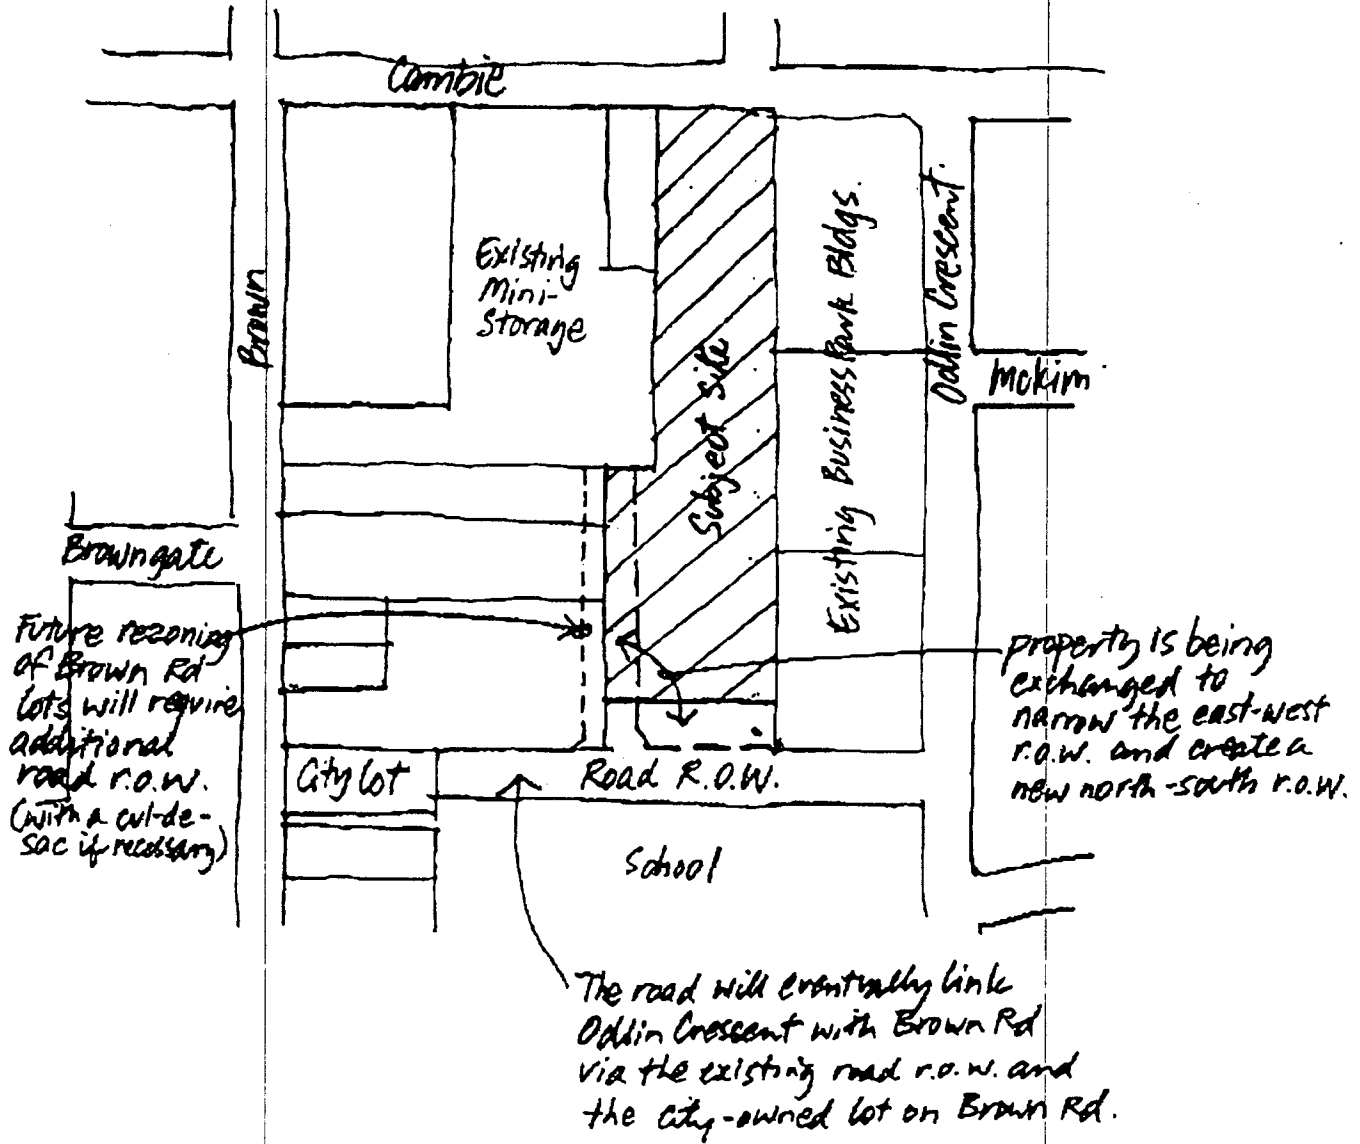 Cambie
Existing
Mini-
Storage
Brown
Subject Site
Existing Business Park Bldgs.
Odlin Crescent.
McKim
Browngate
Future rezoning
of Brown Rd
lots will require
additional
road r.o.w.
(with a cul-de-
sac if necessary)
property is being
exchanged to
narrow the east-west
r.o.w. and create a
new north-south r.o.w.
City lot
Road R.O.W.
School
The road will eventually link
Odlin Crescent with Brown Rd
via the existing road r.o.w. and
the city-owned lot on Brown Rd.